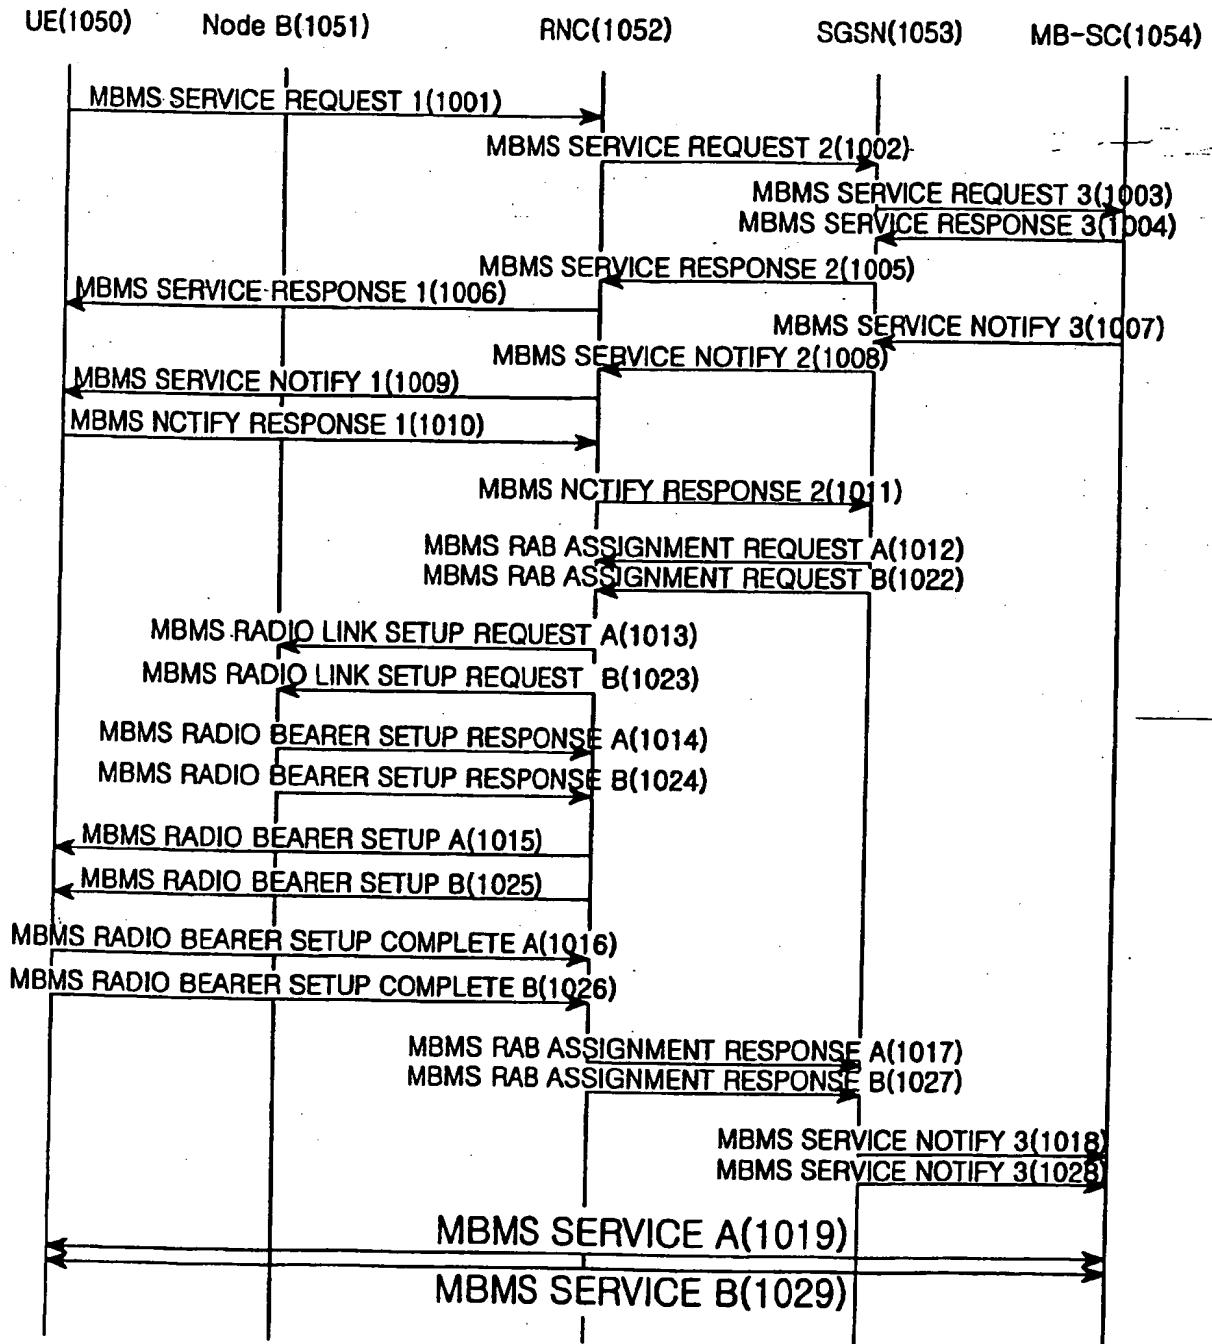 UE(1050) Node B(1051) RNC(1052) SGSN(1053) MB-SC(1054)
MBMS SERVICE REQUEST 1(1001)
MBMS SERVICE REQUEST 2(1002)
MBMS SERVICE REQUEST 3(1003)
MBMS SERVICE RESPONSE 3(1004)
MBMS SERVICE RESPONSE 2(1005)
MBMS SERVICE RESPONSE 1(1006)
MBMS SERVICE NOTIFY 3(1007)
MBMS SERVICE NOTIFY 2(1008)
MBMS SERVICE NOTIFY 1(1009)
MBMS NCTIFY RESPONSE 1(1010)
MBMS NCTIFY RESPONSE 2(1011)
MBMS RAB ASSIGNMENT REQUEST A(1012)
MBMS RAB ASSIGNMENT REQUEST B(1022)
MBMS RADIO LINK SETUP REQUEST A(1013)
MBMS RADIO LINK SETUP REQUEST B(1023)
MBMS RADIO BEARER SETUP RESPONSE A(1014)
MBMS RADIO BEARER SETUP RESPONSE B(1024)
MBMS RADIO BEARER SETUP A(1015)
MBMS RADIO BEARER SETUP B(1025)
MBMS RADIO BEARER SETUP COMPLETE A(1016)
MBMS RADIO BEARER SETUP COMPLETE B(1026)
MBMS RAB ASSIGNMENT RESPONSE A(1017)
MBMS RAB ASSIGNMENT RESPONSE B(1027)
MBMS SERVICE NOTIFY 3(1018)
MBMS SERVICE NOTIFY 3(1028)
MBMS SERVICE A(1019)
MBMS SERVICE B(1029)